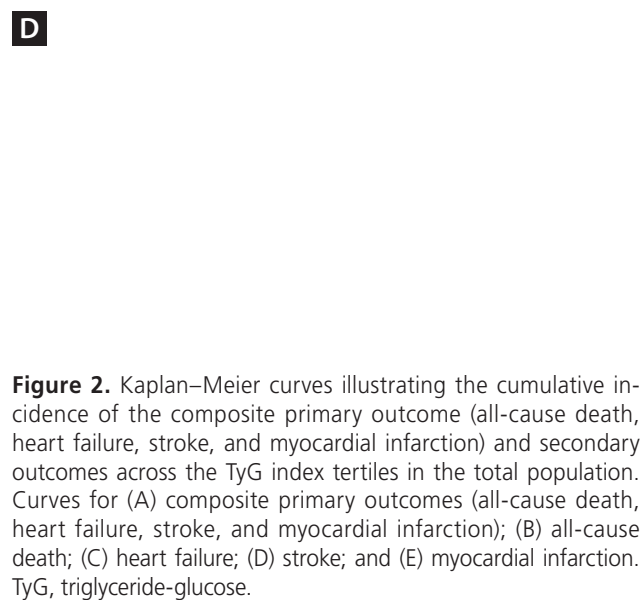 D
Figure 2. Kaplan–Meier curves illustrating the cumulative in-
cidence of the composite primary outcome (all-cause death,
heart failure, stroke, and myocardial infarction) and secondary
outcomes across the TyG index tertiles in the total population.
Curves for (A) composite primary outcomes (all-cause death,
heart failure, stroke, and myocardial infarction); (B) all-cause
death; (C) heart failure; (D) stroke; and (E) myocardial infarction.
TyG, triglyceride-glucose.